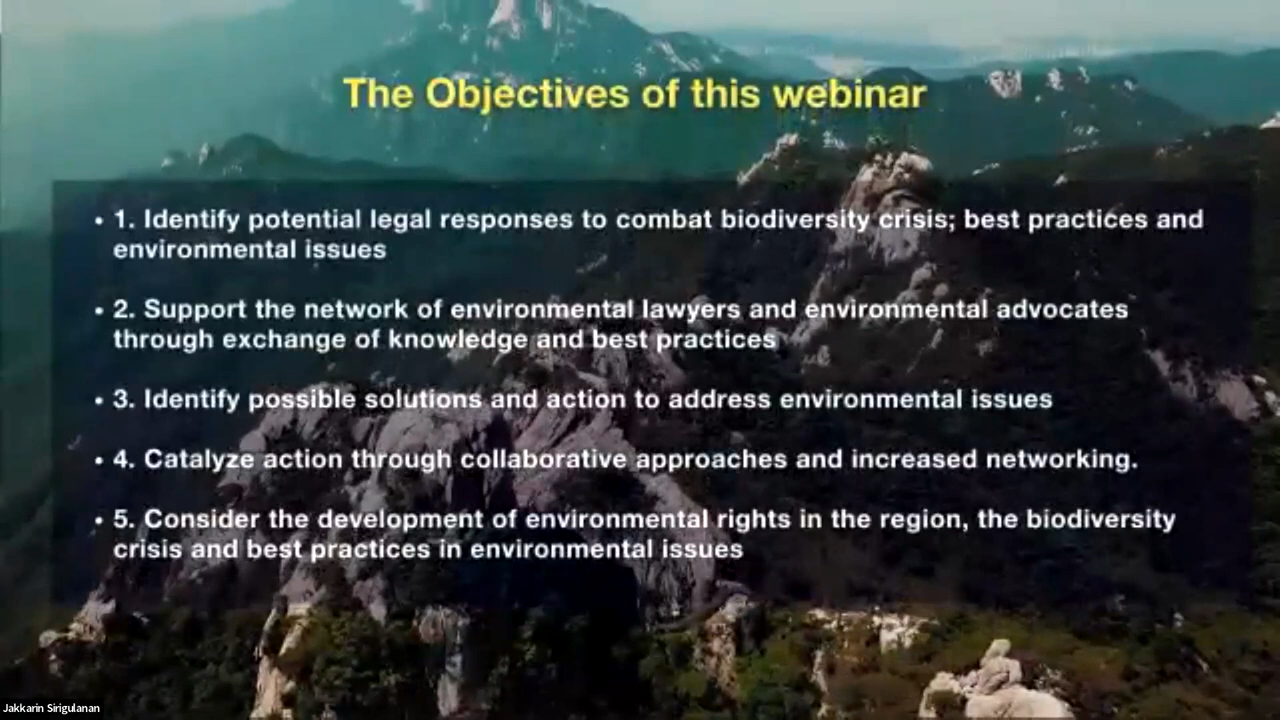 The Objectives of this webinar
• 1. Identify potential legal responses to combat biodiversity crisis; best practices and
environmental issues
• 2. Support the network of environmental lawyers and environmental advocates
through exchange of knowledge and best practices
• 3. Identify possible solutions and action to address environmental issues
• 4. Catalyze action through collaborative approaches and increased networking.
• 5. Consider the development of environmental rights in the region, the biodiversity
crisis and best practices in environmental issues
Jakkarin Sirigulanan